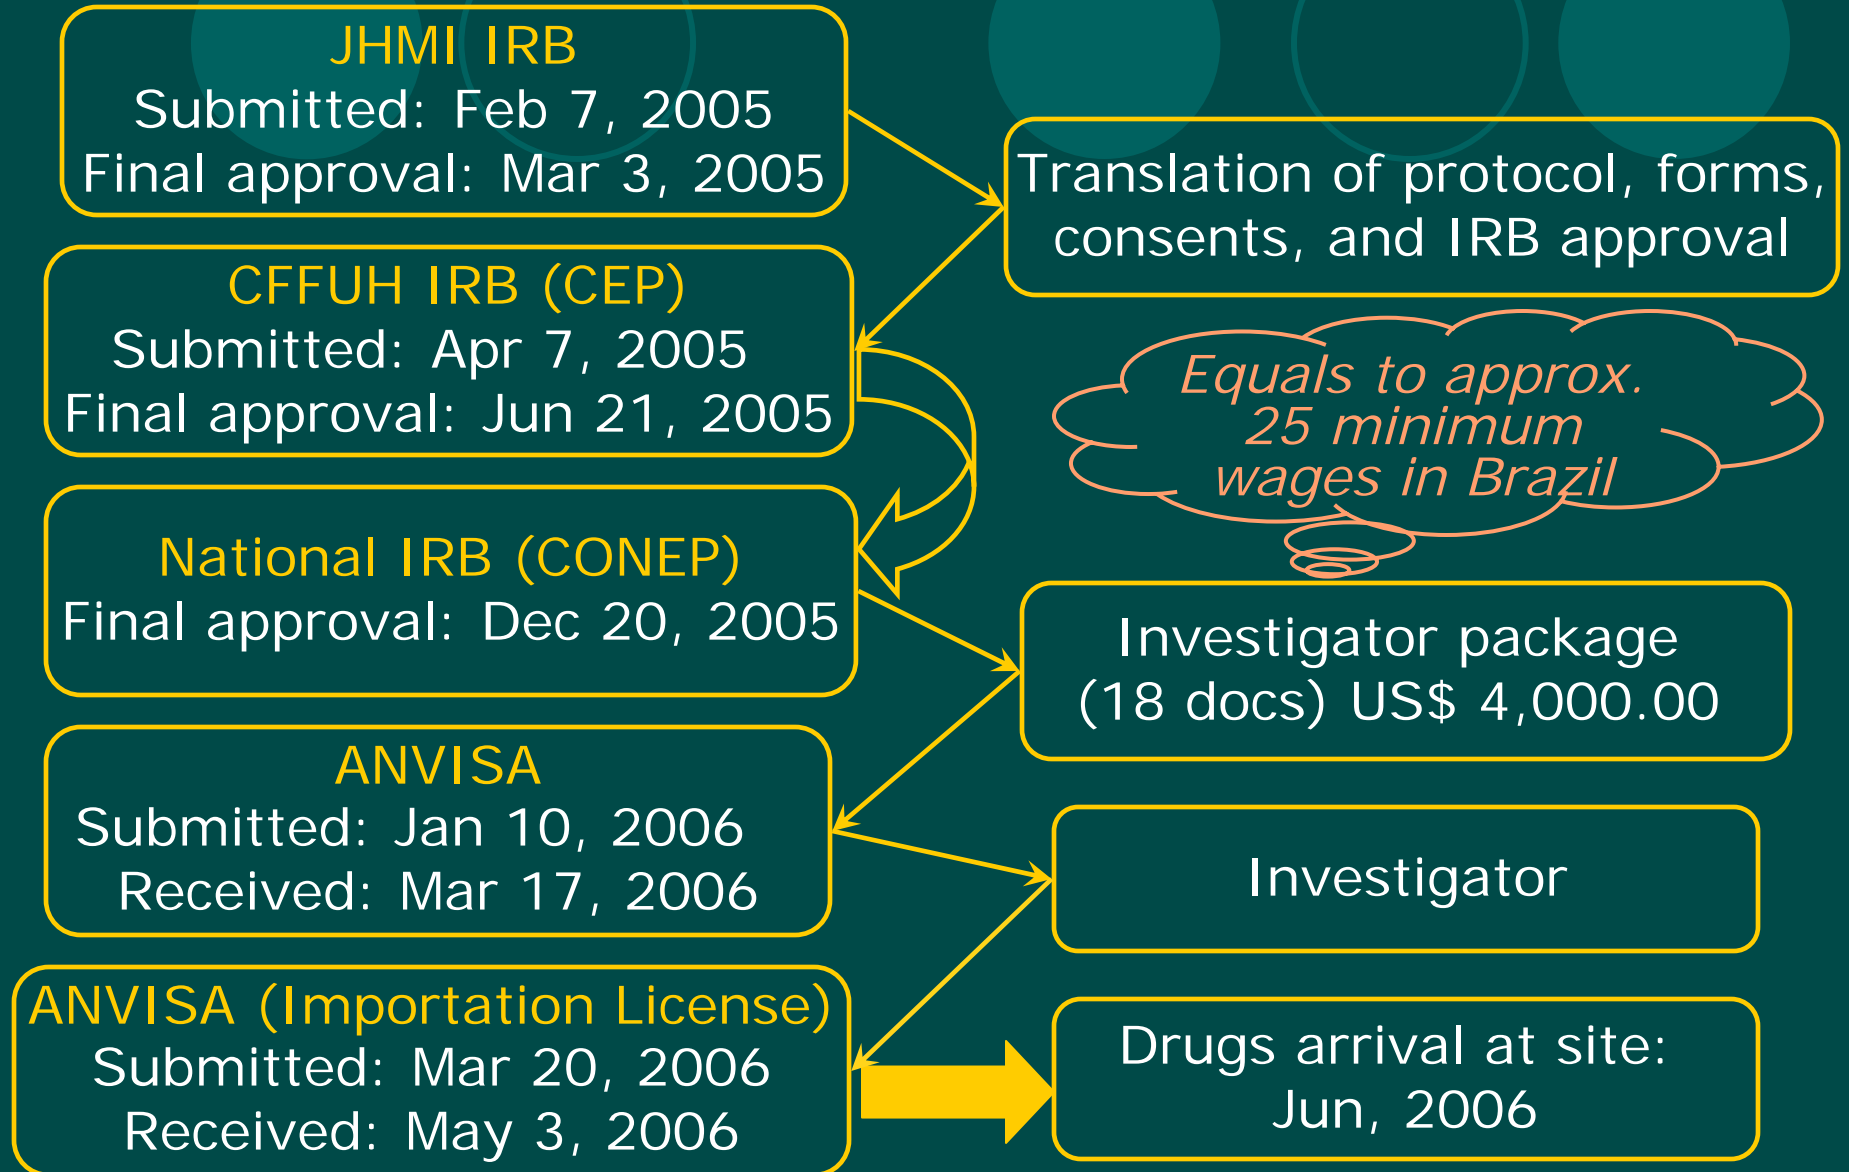 JHMI IRB
Submitted: Feb 7, 2005
Final approval: Mar 3, 2005
Translation of protocol, forms,
consents, and IRB approval
CFFUH IRB (CEP)
Submitted: Apr 7, 2005
Final approval: Jun 21, 2005
Equals to approx.
25 minimum
wages in Brazil
National IRB (CONEP)
Final approval: Dec 20, 2005
Investigator package
(18 docs) US$ 4,000.00
ANVISA
Submitted: Jan 10, 2006
Received: Mar 17, 2006
Investigator
ANVISA (Importation License)
Submitted: Mar 20, 2006
Received: May 3, 2006
Drugs arrival at site:
Jun, 2006